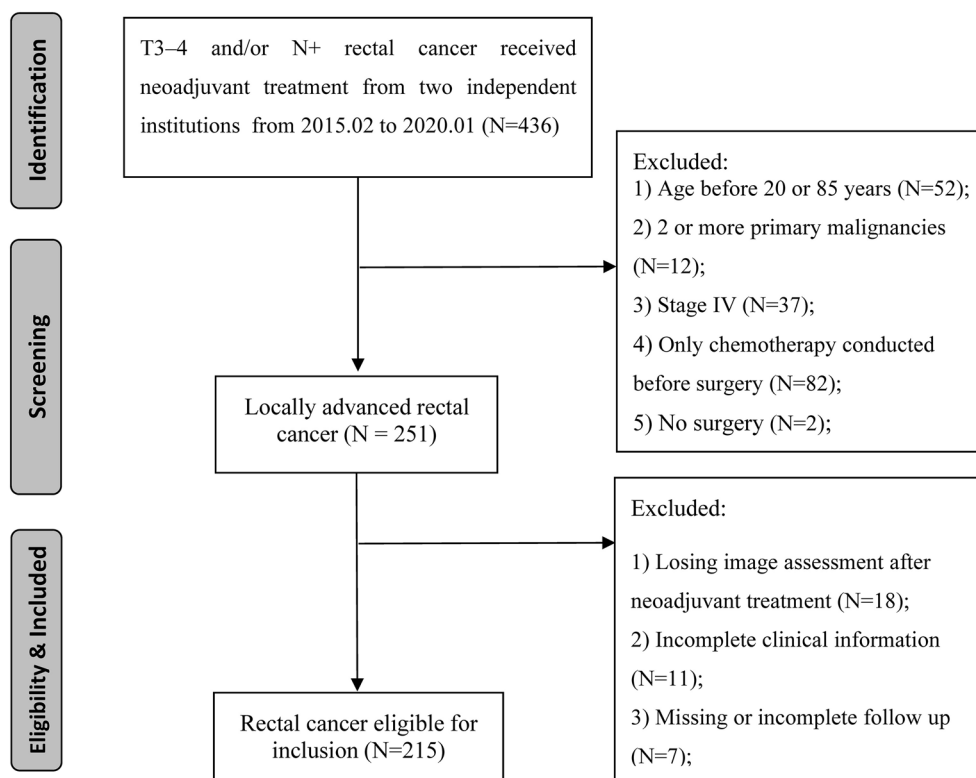 Identification
T3–4 and/or N+ rectal cancer received
neoadjuvant treatment from two independent
institutions from 2015.02 to 2020.01 (N=436)
Excluded:
1) Age before 20 or 85 years (N=52);
2) 2 or more primary malignancies
(N=12);
3) Stage IV (N=37);
4) Only chemotherapy conducted
before surgery (N=82);
5) No surgery (N=2);
Screening
Locally advanced rectal
cancer (N = 251)
Excluded:
1) Losing image assessment after
neoadjuvant treatment (N=18);
2) Incomplete clinical information
(N=11);
3) Missing or incomplete follow up
(N=7);
Eligibility & Included
Rectal cancer eligible for
inclusion (N=215)